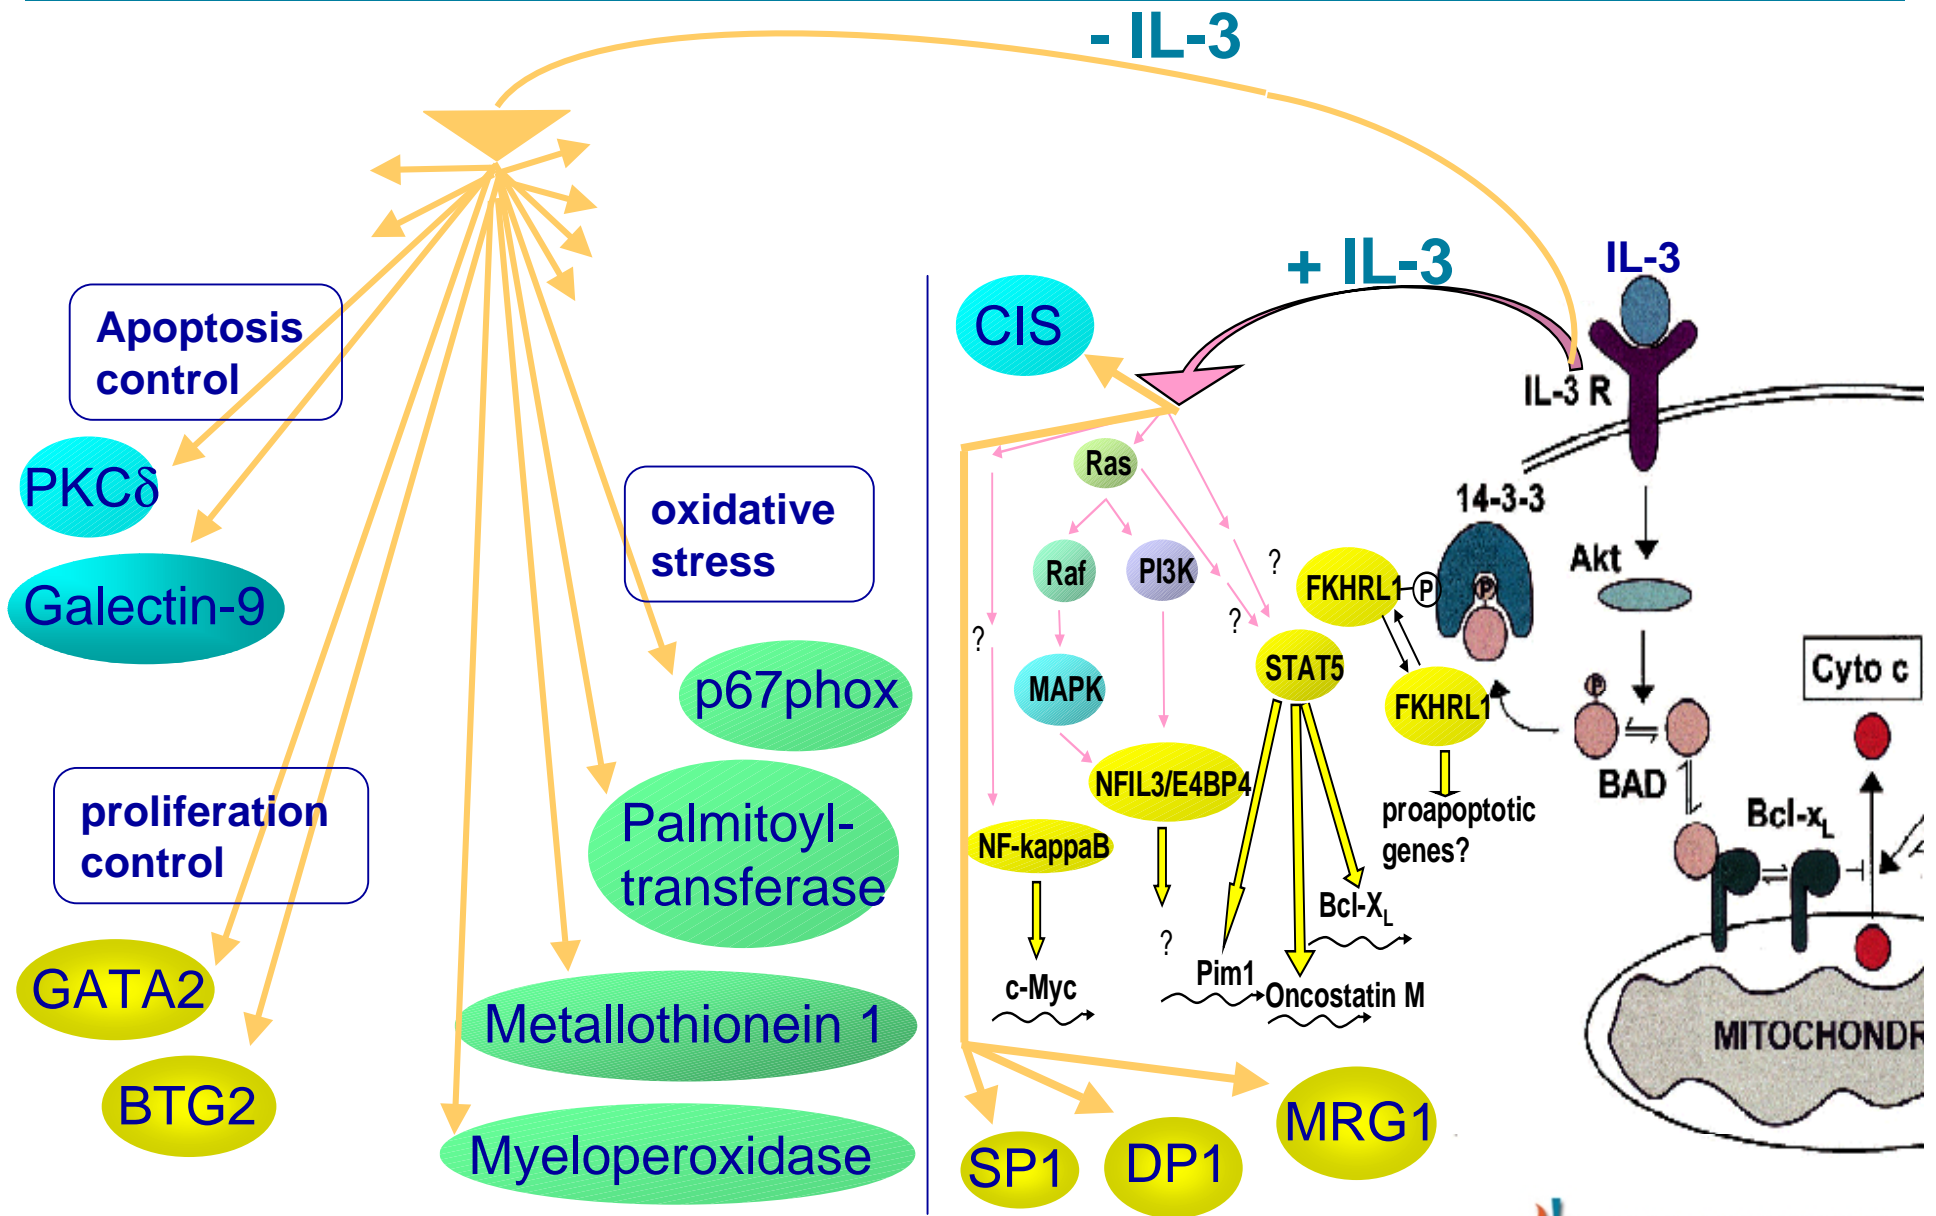 - IL-3
+ IL-3
IL-3
CIS
IL-3 R
Apoptosis
control
PKCδ
Galectin-9
oxidative
stress
p67phox
Palmitoyl-
transferase
proliferation
control
GATA2
BTG2
Metallothionein 1
Myeloperoxidase
Ras
Raf
PI3K
MAPK
?
?
?
NFIL3/E4BP4
NF-kappaB
?
c-Myc
STAT5
FKHRL1
P
FKHRL1
proapoptotic
genes?
Bcl-XL
Pim1
Oncostatin M
SP1
DP1
MRG1
14-3-3
P
Akt
P
BAD
Cyto c
Bcl-xL
MITOCHONDR